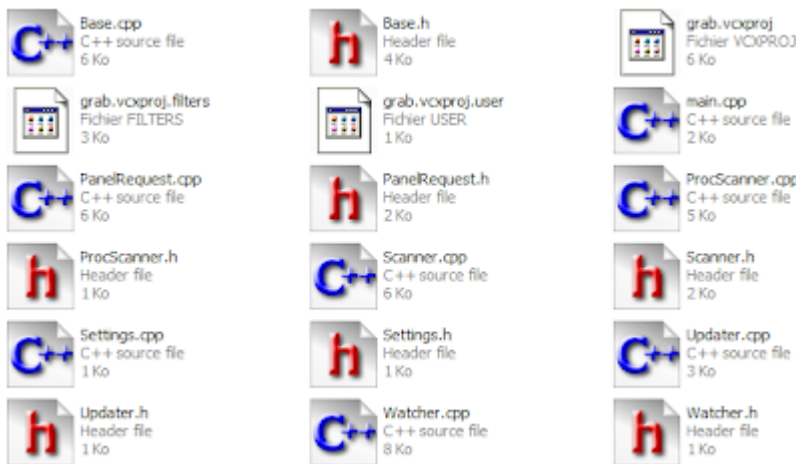 Base.cpp
C++ source file
6 Ko
Base.h
Header file
4 Ko
grab.vcxproj
Fichier VCXPROJ
6 Ko
grab.vcxproj.filters
Fichier FILTERS
3 Ko
grab.vcxproj.user
Fichier USER
1 Ko
main.cpp
C++ source file
2 Ko
PanelRequest.cpp
C++ source file
6 Ko
PanelRequest.h
Header file
2 Ko
ProcScanner.cpp
C++ source file
5 Ko
ProcScanner.h
Header file
1 Ko
Scanner.cpp
C++ source file
6 Ko
Scanner.h
Header file
2 Ko
Settings.cpp
C++ source file
1 Ko
Settings.h
Header file
1 Ko
Updater.cpp
C++ source file
3 Ko
Updater.h
Header file
1 Ko
Watcher.cpp
C++ source file
8 Ko
Watcher.h
Header file
1 Ko